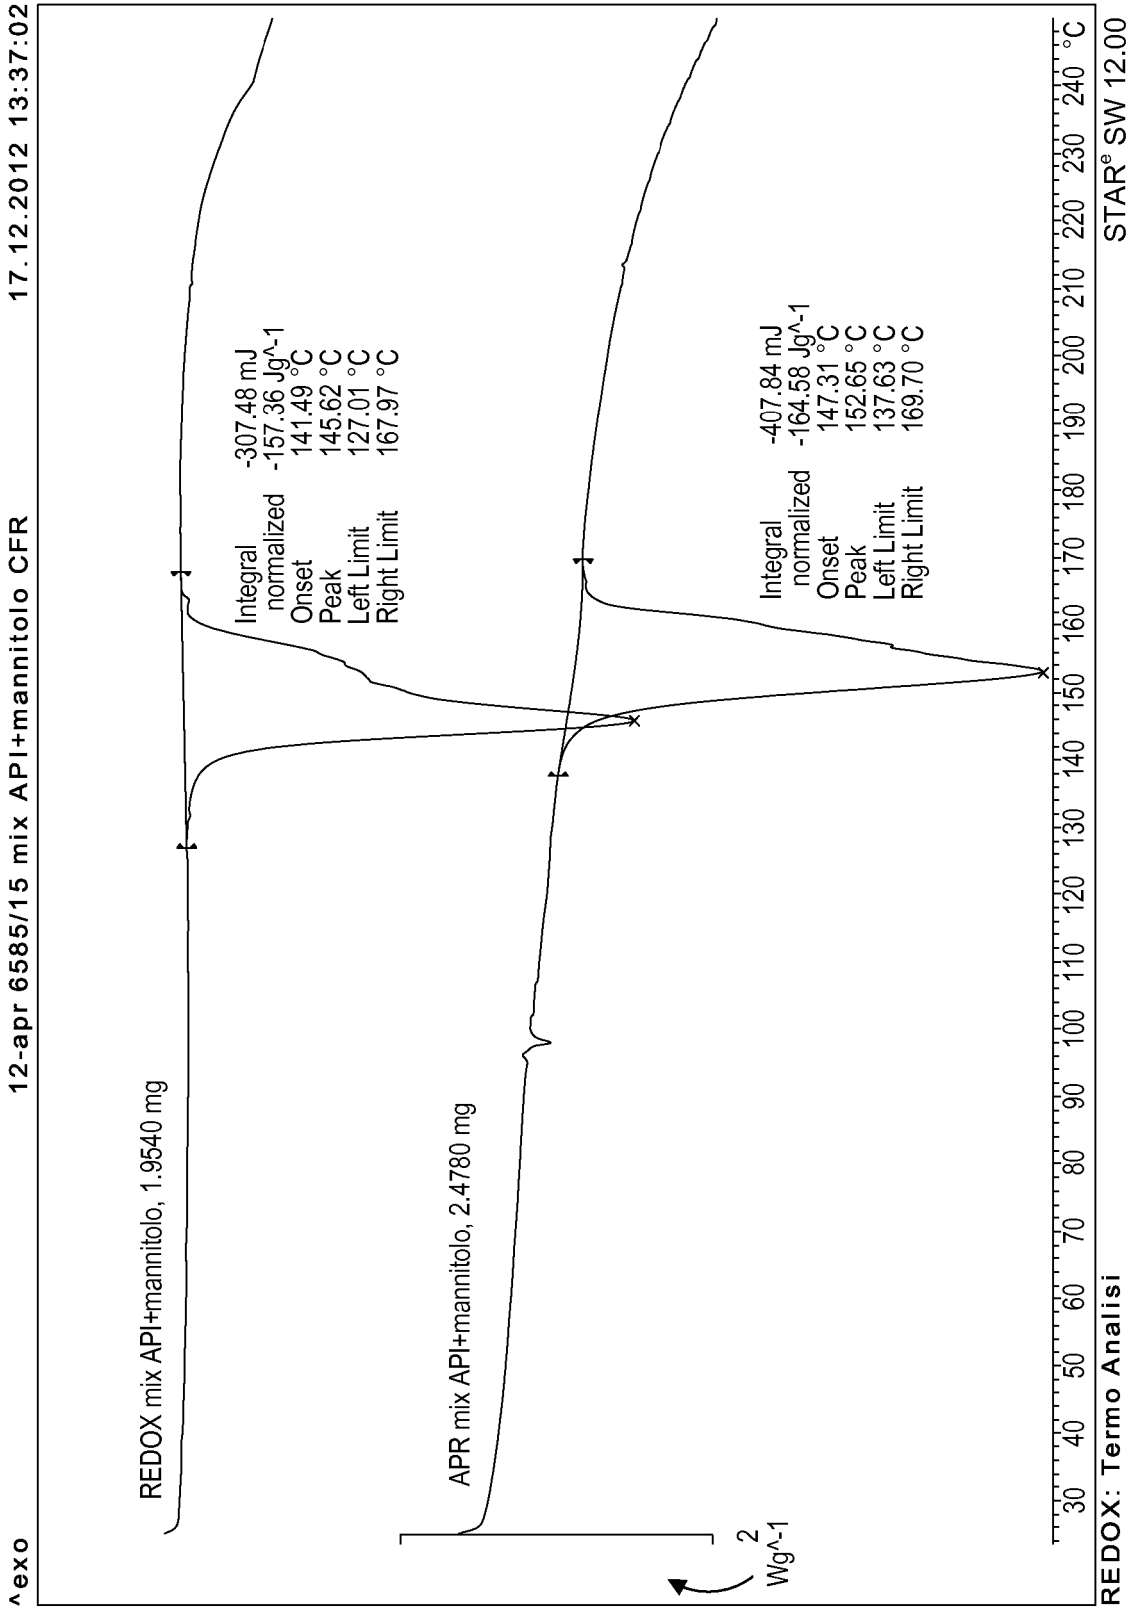 ^exo 12-apr 6585/15 mix API+mannitolo CFR 17.12.2012 13:37:02
REDOX mix API+mannitolo, 1.9540 mg
Integral -307.48 mJ
normalized -157.36 Jg^-1
Onset 141.49 °C
Peak 145.62 °C
Left Limit 127.01 °C
Right Limit 167.97 °C
APR mix API+mannitolo, 2.4780 mg
Integral -407.84 mJ
normalized -164.58 Jg^-1
Onset 147.31 °C
Peak 152.65 °C
Left Limit 137.63 °C
Right Limit 169.70 °C
2
Wg^-1
30 40 50 60 70 80 90 100 110 120 130 140 150 160 170 180 190 200 210 220 230 240 °C
REDOX: Termo Analisi STARᵉ SW 12.00